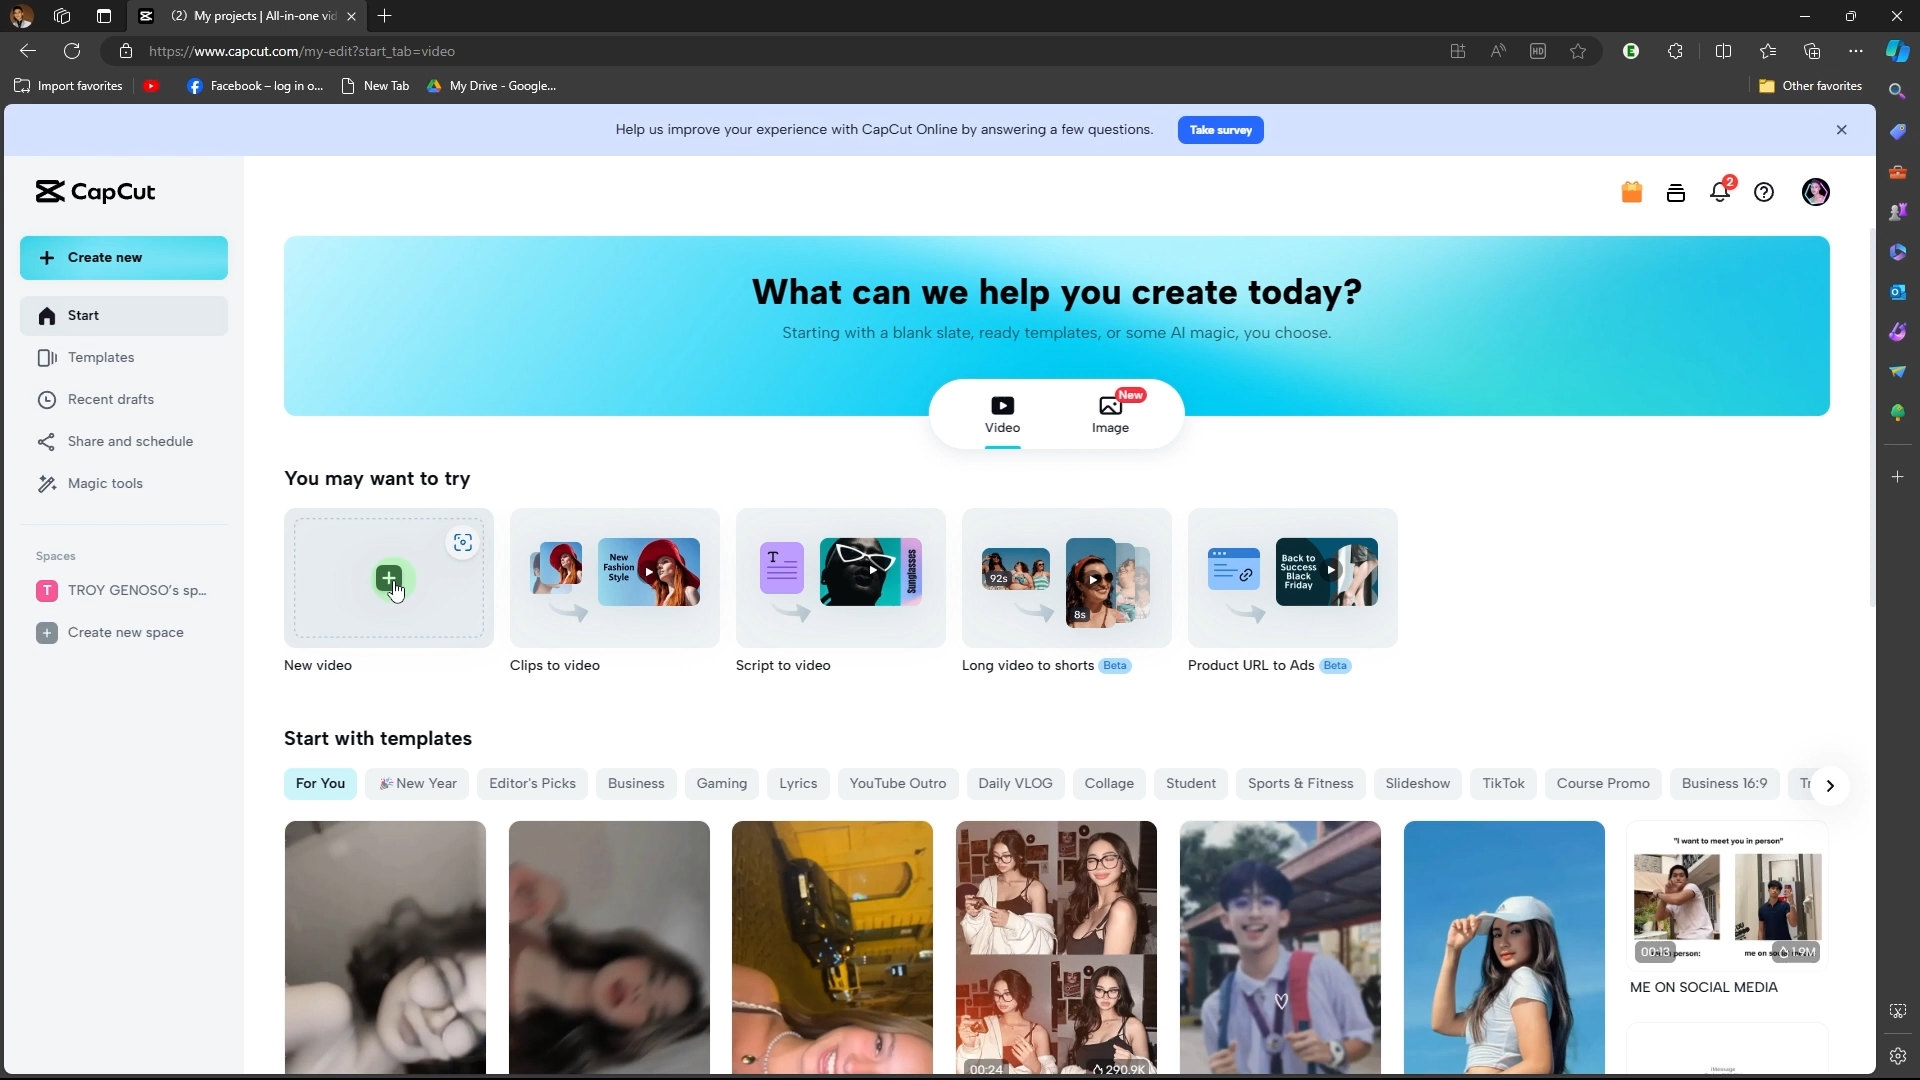 (2) My projects | All-in-one vid
https://www.capcut.com/my-edit?start_tab=video
HD
E
Import favorites
Facebook – log in o...
New Tab
My Drive - Google...
Other favorites
Help us improve your experience with CapCut Online by answering a few questions.
Take survey
CapCut
2
Create new
Start
Templates
Recent drafts
Share and schedule
Magic tools
Spaces
T TROY GENOSO's sp...
Create new space
What can we help you create today?
Starting with a blank slate, ready templates, or some AI magic, you choose.
Video
Image
New
You may want to try
New
Fashion
Style
T
Sunglasses
92s
8s
Back to
School
Black
Friday
New video
Clips to video
Script to video
Long video to shorts Beta
Product URL to Ads Beta
Start with templates
For You
New Year
Editor's Picks
Business
Gaming
Lyrics
YouTube Outro
Daily VLOG
Collage
Student
Sports & Fitness
Slideshow
TikTok
Course Promo
Business 16:9
"I want to meet you in person"
00:13
person:
me on so
1.9M
ME ON SOCIAL MEDIA
00:24
290.9K